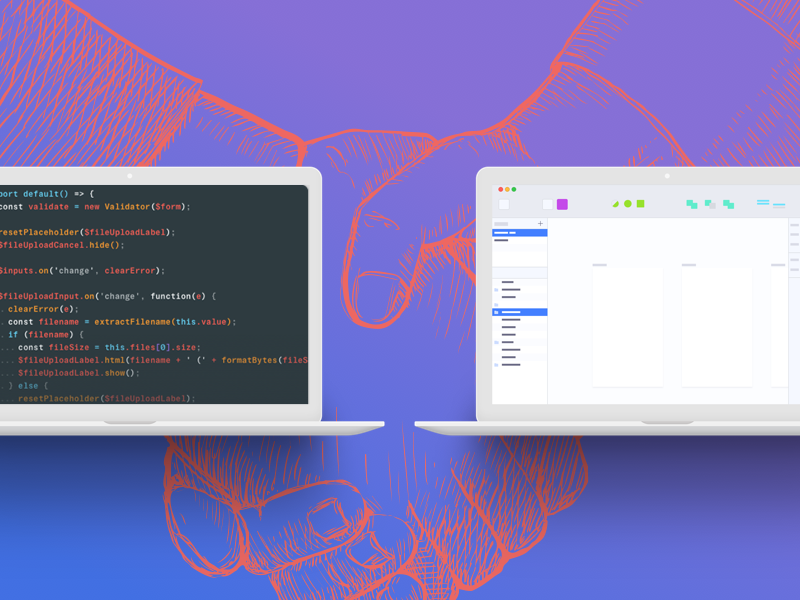 port default() => {
const validate = new Validator($form);
resetPlaceholder($fileUploadLabel);
$fileUploadCancel.hide();
$inputs.on('change', clearError);
$fileUploadInput.on('change', function(e) {
.. clearError(e);
.. const filename = extractFilename(this.value);
.. if (filename) {
.... const fileSize = this.files[0].size;
.... $fileUploadLabel.html(filename + ' (' + formatBytes(fileS
.... $fileUploadLabel.show();
.. } else {
.... resetPlaceholder($fileUploadLabel);